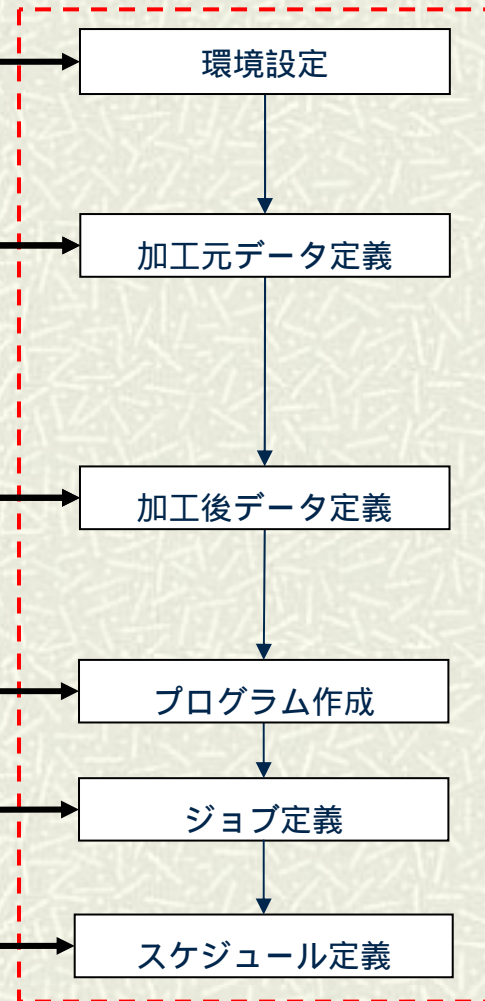 環境設定
加工元データ定義
加工後データ定義
プログラム作成
ジョブ定義
スケジュール定義